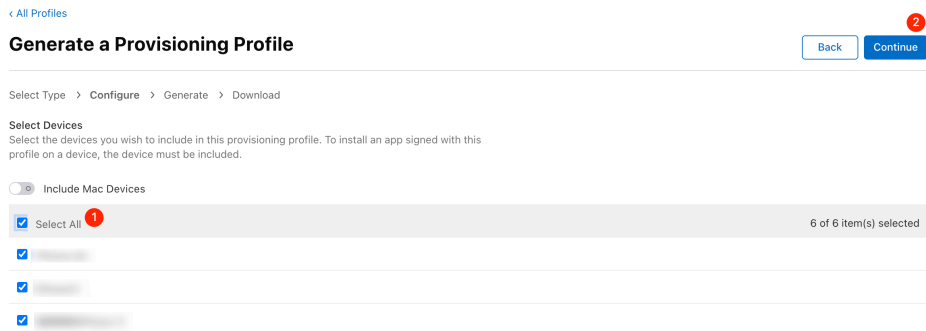 ‹ All Profiles
2
Generate a Provisioning Profile
Back
Continue
Select Type > Configure > Generate > Download
Select Devices
Select the devices you wish to include in this provisioning profile. To install an app signed with this
profile on a device, the device must be included.
Include Mac Devices
Select All 1
6 of 6 item(s) selected